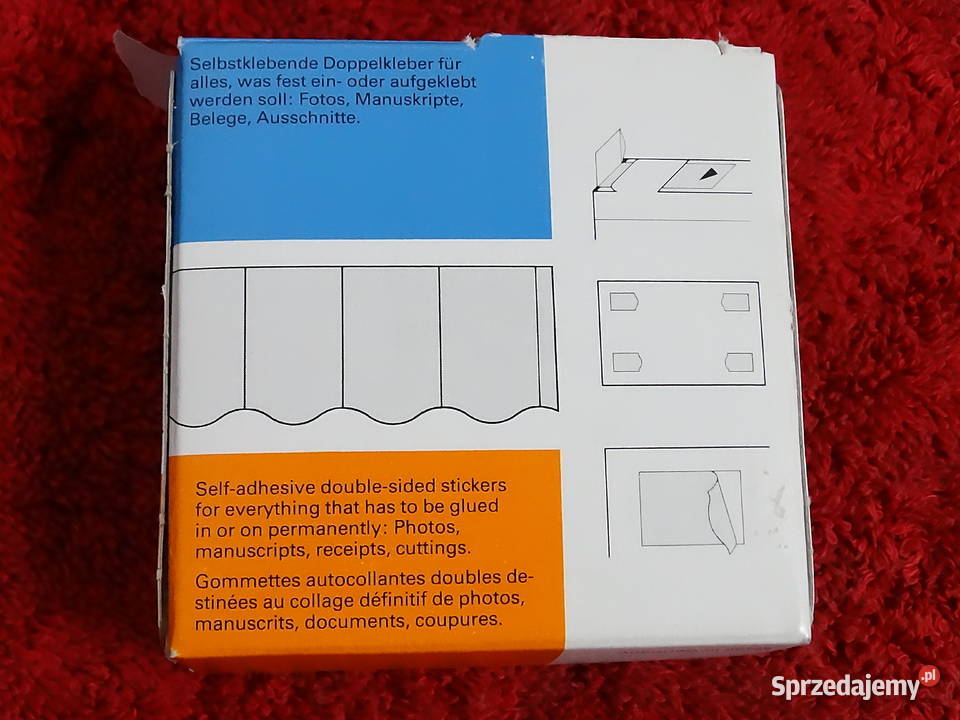 Selbstklebende Doppelkleber für
alles, was fest ein- oder aufgeklebt
werden soll: Fotos, Manuskripte,
Belege, Ausschnitte.
Self-adhesive double-sided stickers
for everything that has to be glued
in or on permanently: Photos,
manuscripts, receipts, cuttings.
Gommettes autocollantes doubles de-
stinées au collage définitif de photos,
manuscrits, documents, coupures.
Sprzedajemy.pl